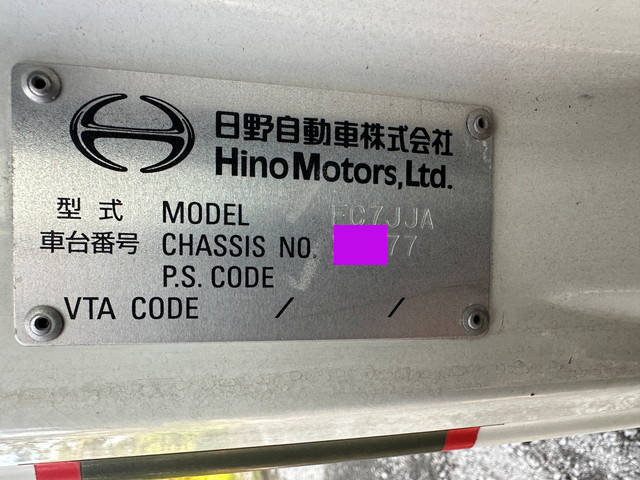 日野自動車株式会社
Hino Motors, Ltd.
型式 MODEL FC7JJA
車台番号 CHASSIS NO. 77
P.S. CODE
VTA CODE / /